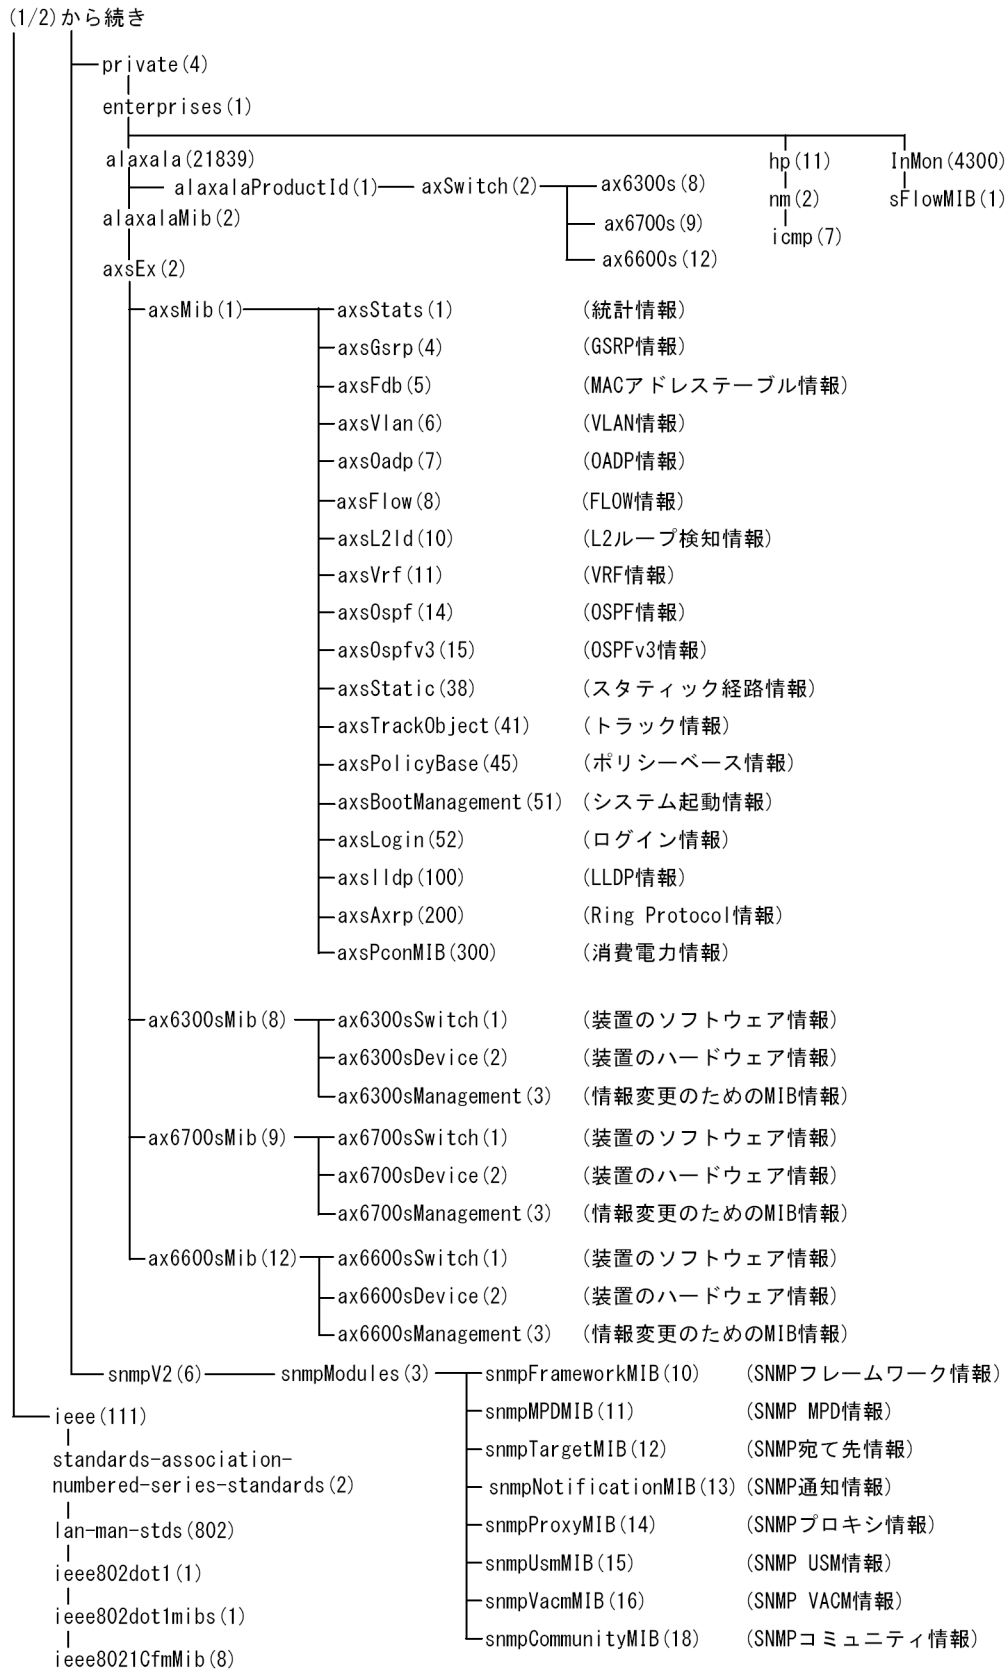 (1/2)から続き
private(4)
enterprises(1)
alaxala(21839) hp(11) InMon(4300)
alaxalaProductId(1) axSwitch(2) ax6300s(8) nm(2) sFlowMIB(1)
alaxalaMib(2) ax6700s(9) icmp(7)
axsEx(2) ax6600s(12)
axsMib(1) axsStats(1) (統計情報)
axsGsrp(4) (GSRP情報)
axsFdb(5) (MACアドレステーブル情報)
axsVlan(6) (VLAN情報)
axsOadp(7) (OADP情報)
axsFlow(8) (FLOW情報)
axsL2ld(10) (L2ループ検知情報)
axsVrf(11) (VRF情報)
axsOspf(14) (OSPF情報)
axsOspfv3(15) (OSPFv3情報)
axsStatic(38) (スタティック経路情報)
axsTrackObject(41) (トラック情報)
axsPolicyBase(45) (ポリシーベース情報)
axsBootManagement(51) (システム起動情報)
axsLogin(52) (ログイン情報)
axslldp(100) (LLDP情報)
axsAxrp(200) (Ring Protocol情報)
axsPconMIB(300) (消費電力情報)
ax6300sMib(8) ax6300sSwitch(1) (装置のソフトウェア情報)
ax6300sDevice(2) (装置のハードウェア情報)
ax6300sManagement(3) (情報変更のためのMIB情報)
ax6700sMib(9) ax6700sSwitch(1) (装置のソフトウェア情報)
ax6700sDevice(2) (装置のハードウェア情報)
ax6700sManagement(3) (情報変更のためのMIB情報)
ax6600sMib(12) ax6600sSwitch(1) (装置のソフトウェア情報)
ax6600sDevice(2) (装置のハードウェア情報)
ax6600sManagement(3) (情報変更のためのMIB情報)
snmpV2(6) snmpModules(3) snmpFrameworkMIB(10) (SNMPフレームワーク情報)
ieee(111) snmpMPDMIB(11) (SNMP MPD情報)
standards-association- snmpTargetMIB(12) (SNMP宛て先情報)
numbered-series-standards(2) snmpNotificationMIB(13) (SNMP通知情報)
lan-man-stds(802) snmpProxyMIB(14) (SNMPプロキシ情報)
ieee802dot1(1) snmpUsmMIB(15) (SNMP USM情報)
ieee802dot1mibs(1) snmpVacmMIB(16) (SNMP VACM情報)
ieee8021CfmMib(8) snmpCommunityMIB(18) (SNMPコミュニティ情報)